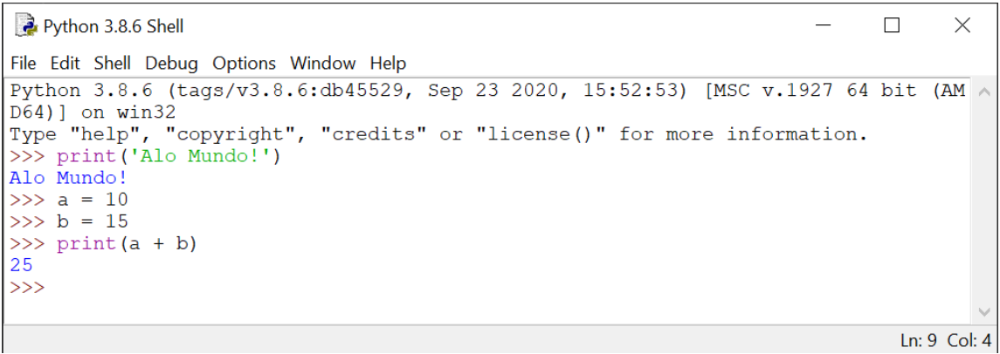 Python 3.8.6 Shell
File Edit Shell Debug Options Window Help
Python 3.8.6 (tags/v3.8.6:db45529, Sep 23 2020, 15:52:53) [MSC v.1927 64 bit (AM
D64)] on win32
Type "help", "copyright", "credits" or "license()" for more information.
>>> print('Alo Mundo!')
Alo Mundo!
>>> a = 10
>>> b = 15
>>> print(a + b)
25
>>>
Ln: 9 Col: 4